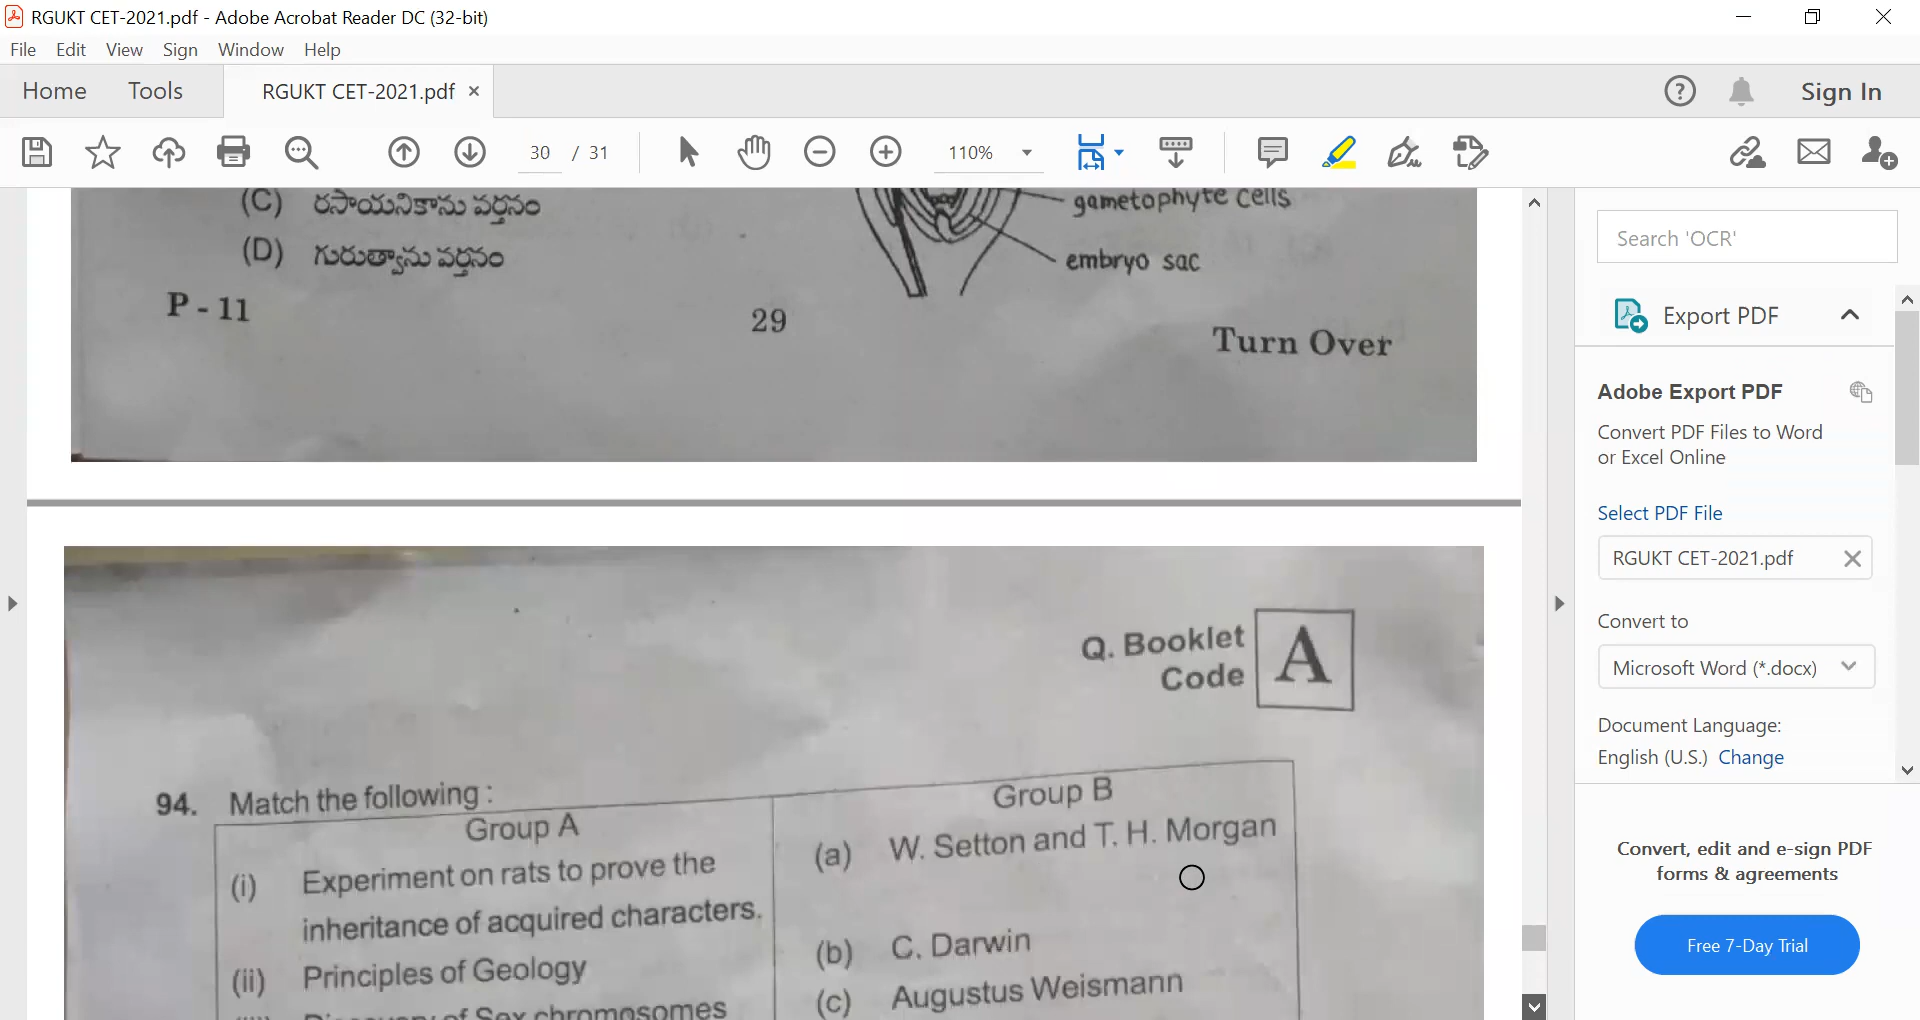 RGUKT CET-2021.pdf - Adobe Acrobat Reader DC (32-bit)
File Edit View Sign Window Help
Home Tools RGUKT CET-2021.pdf × Sign In
30 / 31 110%
(C) రసాయనికాను వర్తనం
(D) గురుత్వాను వర్తనం
gametophyte cells
embryo sac
P - 11
29
Turn Over
Q. Booklet
Code A
94. Match the following :
Group A Group B
(i) Experiment on rats to prove the
inheritance of acquired characters.
(ii) Principles of Geology
of Sex chromosomes
(a) W. Setton and T. H. Morgan
(b) C. Darwin
(c) Augustus Weismann
Search 'OCR'
Export PDF
Adobe Export PDF
Convert PDF Files to Word
or Excel Online
Select PDF File
RGUKT CET-2021.pdf
Convert to
Microsoft Word (*.docx)
Document Language:
English (U.S.) Change
Convert, edit and e-sign PDF
forms & agreements
Free 7-Day Trial